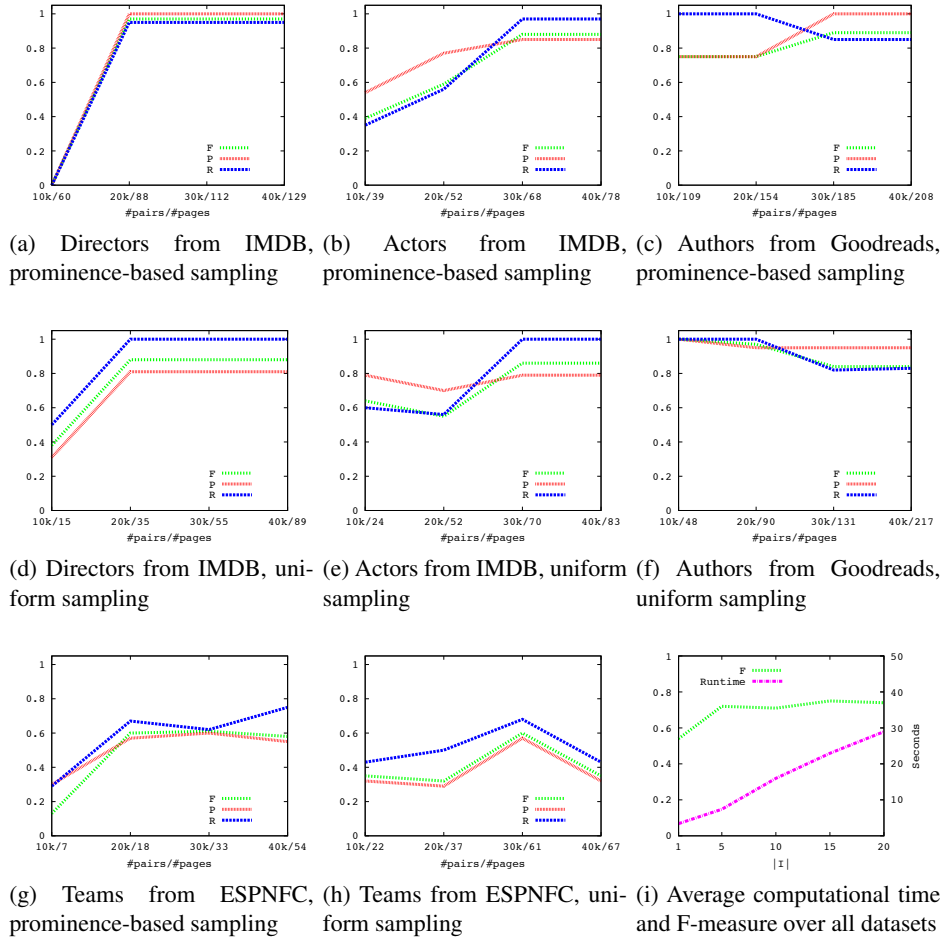 1
0.8
0.6
0.4
0.2
0
F
P
R
10k/60 20k/88 30k/112 40k/129
#pairs/#pages
(a) Directors from IMDB,
prominence-based sampling
1
0.8
0.6
0.4
0.2
0
F
P
R
10k/39 20k/52 30k/68 40k/78
#pairs/#pages
(b) Actors from IMDB,
prominence-based sampling
1
0.8
0.6
0.4
0.2
0
F
P
R
10k/109 20k/154 30k/185 40k/208
#pairs/#pages
(c) Authors from Goodreads,
prominence-based sampling
1
0.8
0.6
0.4
0.2
0
F
P
R
10k/15 20k/35 30k/55 40k/89
#pairs/#pages
(d) Directors from IMDB, uni-
form sampling
1
0.8
0.6
0.4
0.2
0
F
P
R
10k/24 20k/52 30k/70 40k/83
#pairs/#pages
(e) Actors from IMDB, uniform
sampling
1
0.8
0.6
0.4
0.2
0
F
P
R
10k/48 20k/90 30k/131 40k/217
#pairs/#pages
(f) Authors from Goodreads,
uniform sampling
1
0.8
0.6
0.4
0.2
0
F
P
R
10k/7 20k/18 30k/33 40k/54
#pairs/#pages
(g) Teams from ESPNFC,
prominence-based sampling
1
0.8
0.6
0.4
0.2
0
F
P
R
10k/22 20k/37 30k/61 40k/67
#pairs/#pages
(h) Teams from ESPNFC, uni-
form sampling
1
0.8
0.6
0.4
0.2
0
F
Runtime
50
40
30
20
10
Seconds
1 5 10 15 20
|I|
(i) Average computational time
and F-measure over all datasets